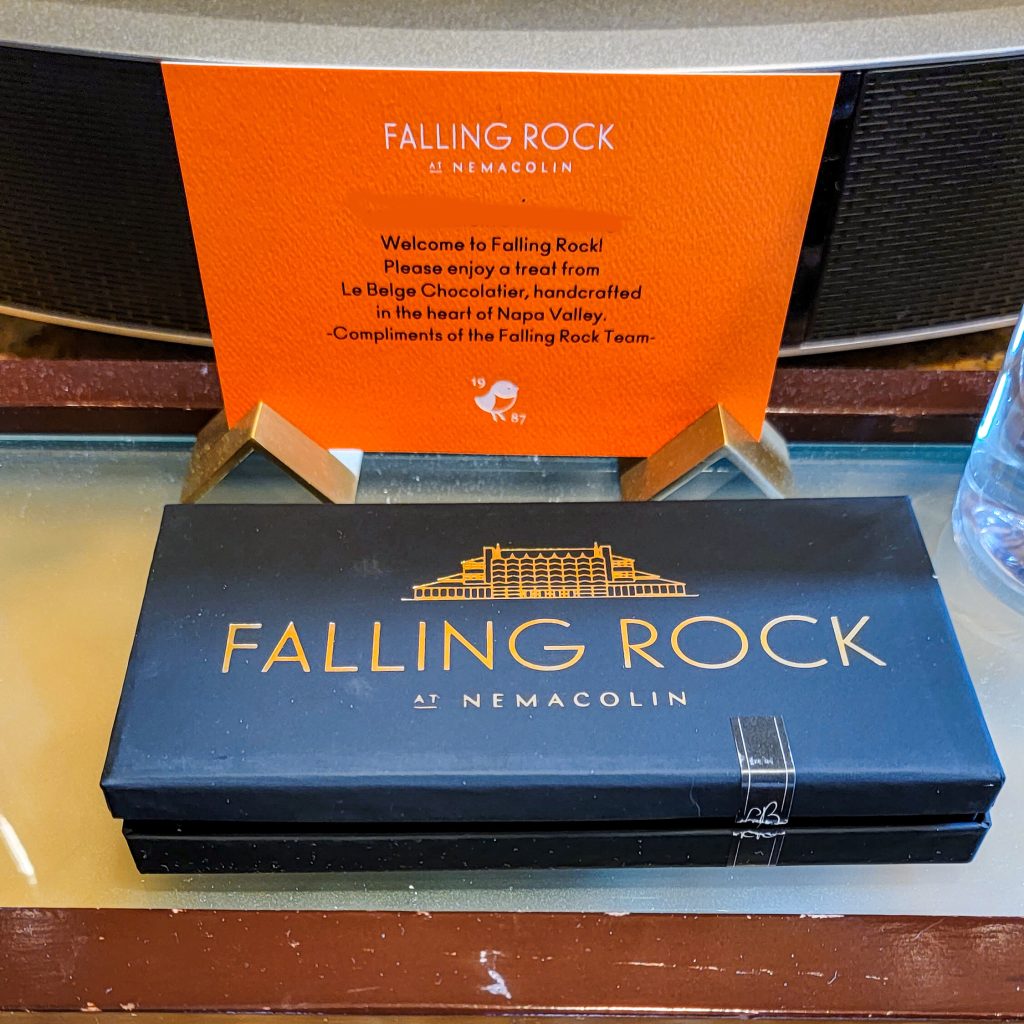 FALLING ROCK
AT NEMACOLIN
Welcome to Falling Rock!
Please enjoy a treat from
Le Belge Chocolatier, handcrafted
in the heart of Napa Valley.
-Compliments of the Falling Rock Team-
19
87
FALLING ROCK
AT NEMACOLIN